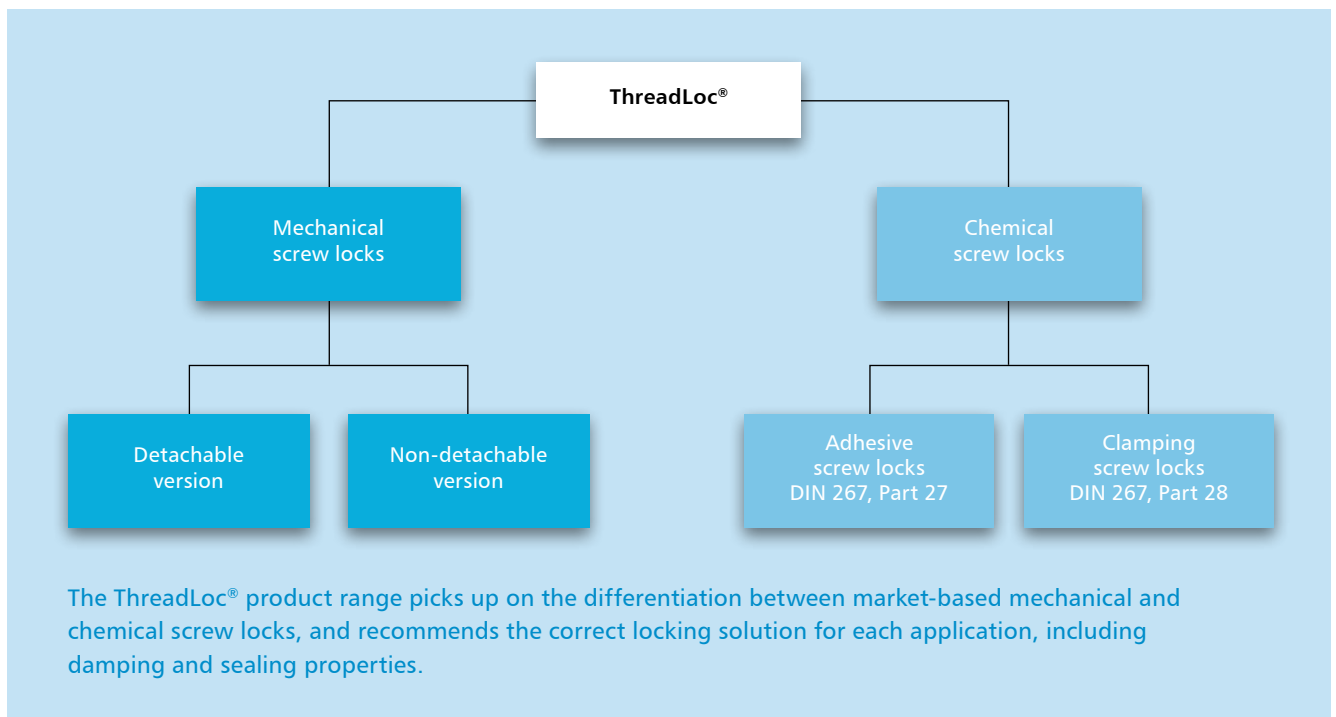 ThreadLoc®
Mechanical
screw locks
Chemical
screw locks
Detachable
version
Non-detachable
version
Adhesive
screw locks
DIN 267, Part 27
Clamping
screw locks
DIN 267, Part 28
The ThreadLoc® product range picks up on the differentiation between market-based mechanical and
chemical screw locks, and recommends the correct locking solution for each application, including
damping and sealing properties.